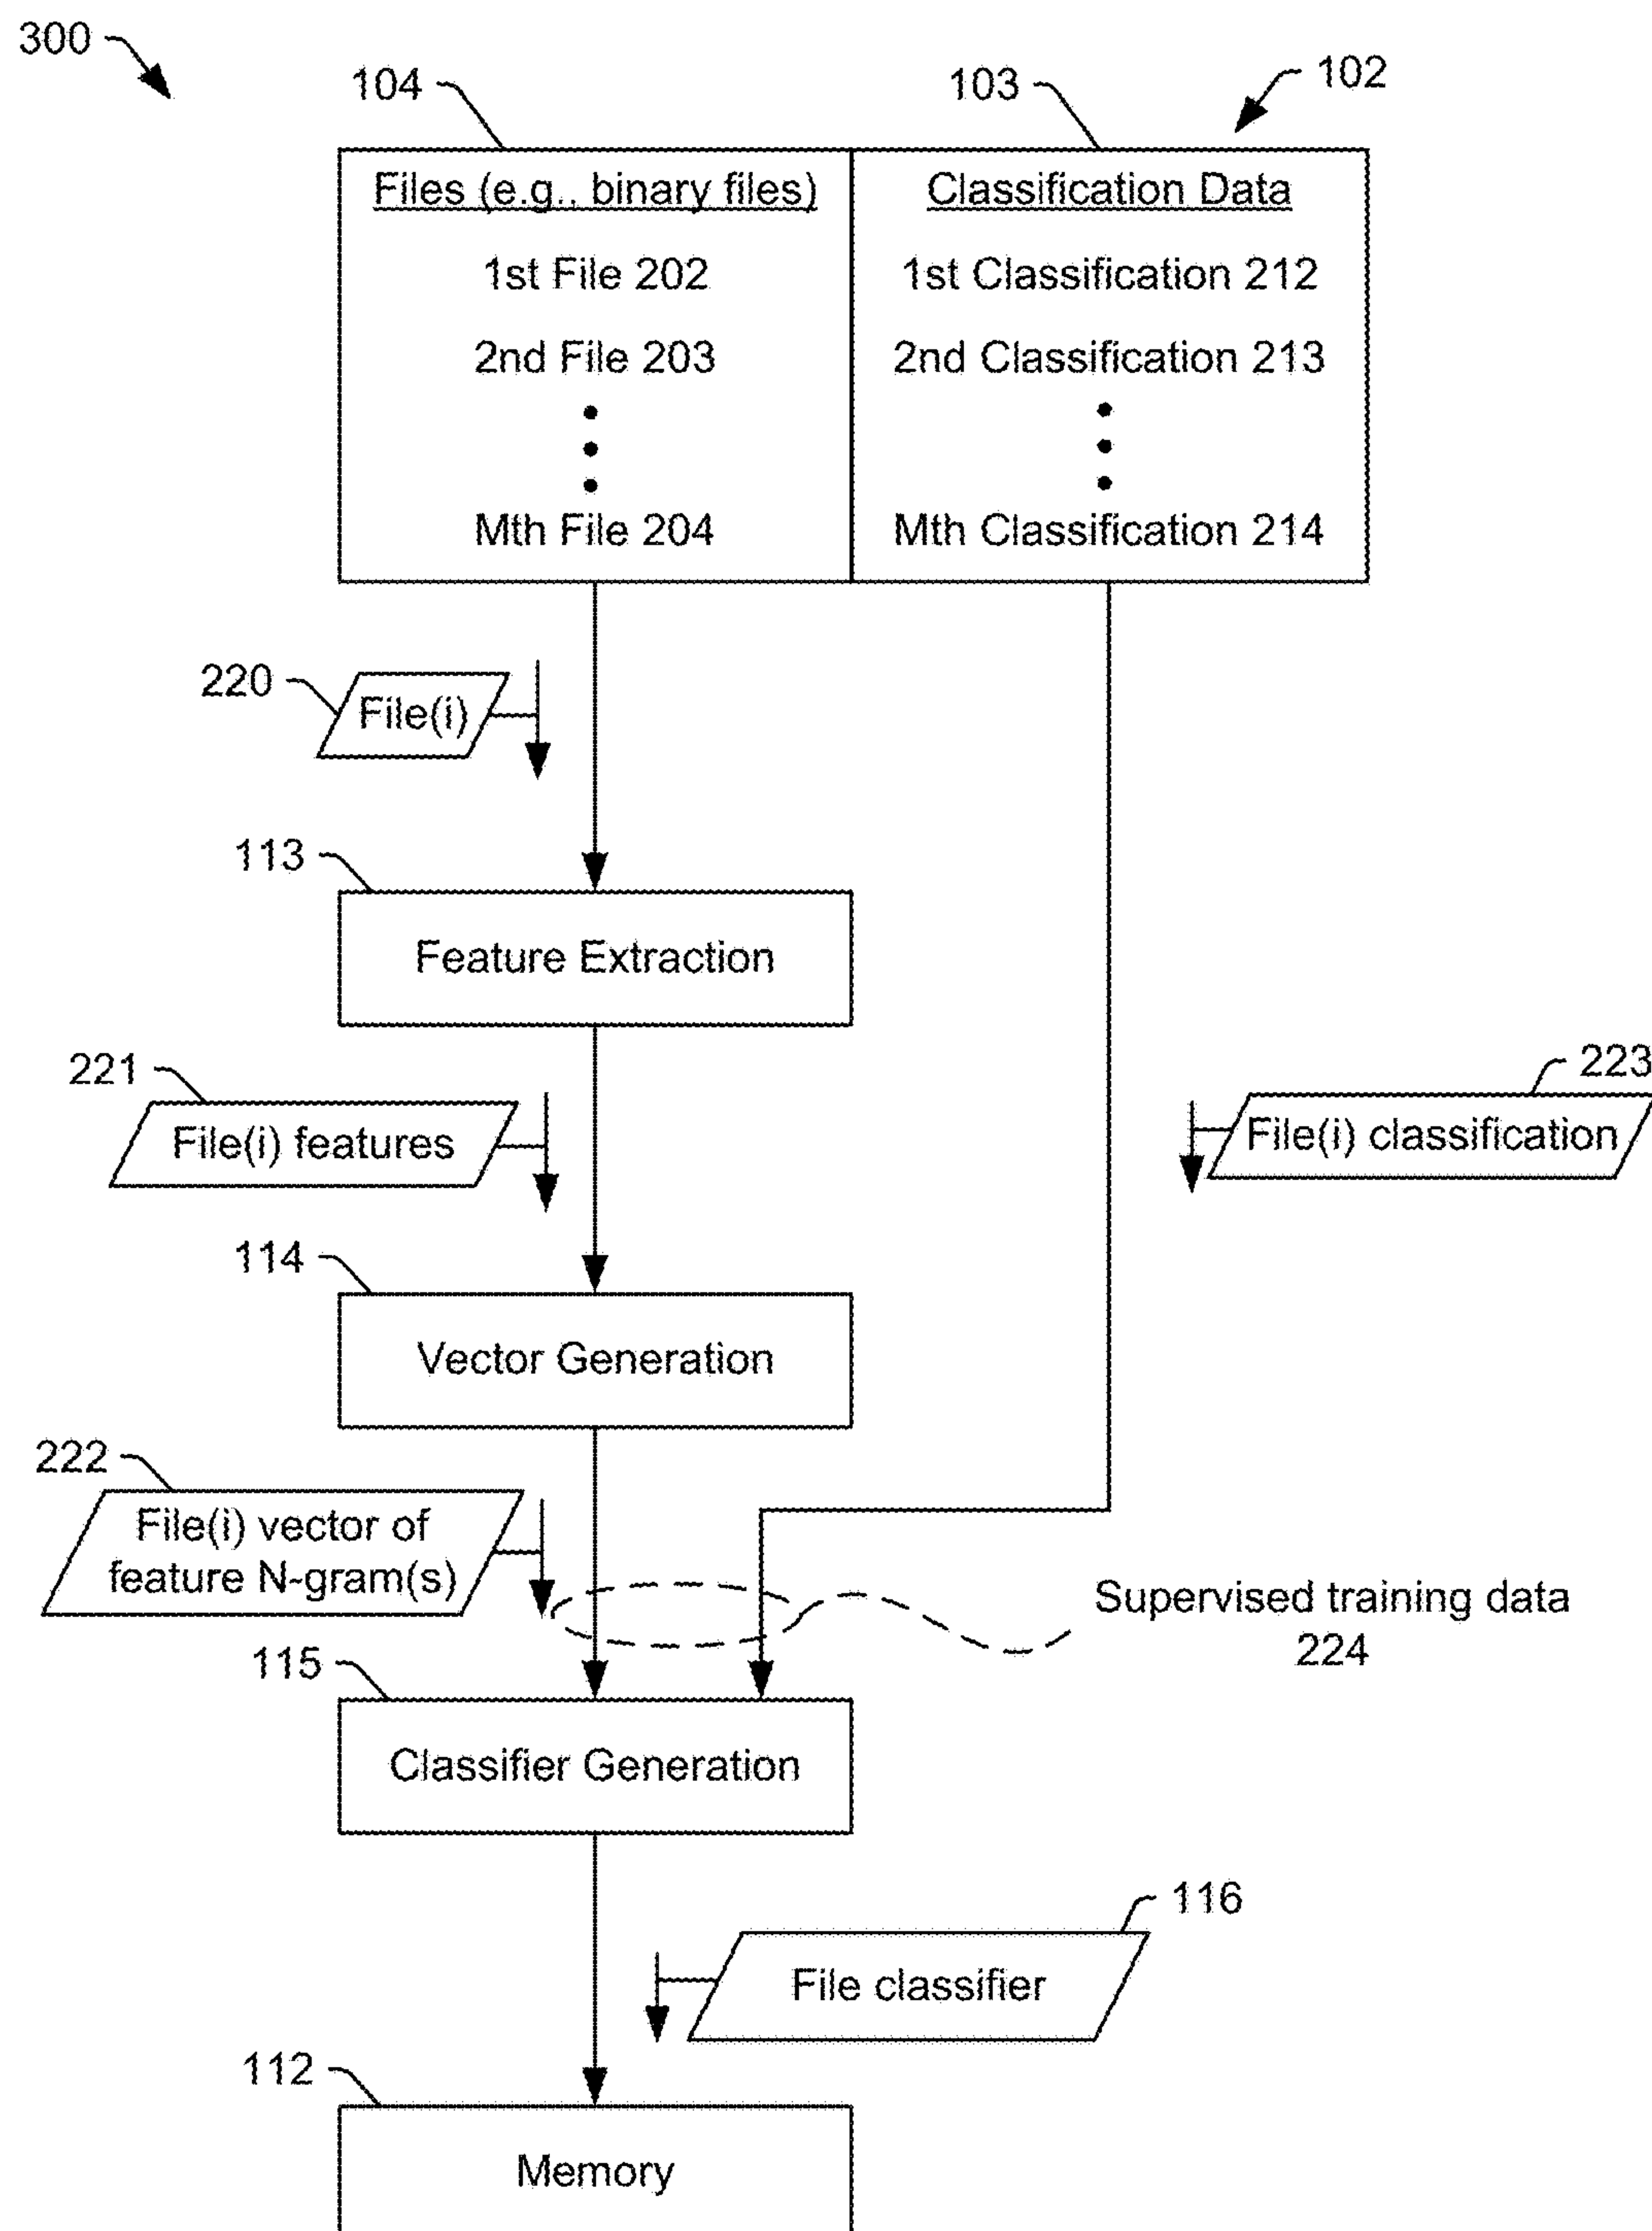 300
104
103
102
Files (e.g., binary files)
Classification Data
1st File 202
1st Classification 212
2nd File 203
2nd Classification 213
Mth File 204
Mth Classification 214
220
File(i)
113
Feature Extraction
221
File(i) features
223
File(i) classification
114
Vector Generation
222
File(i) vector of
feature N-gram(s)
Supervised training data
224
115
Classifier Generation
116
File classifier
112
Memory